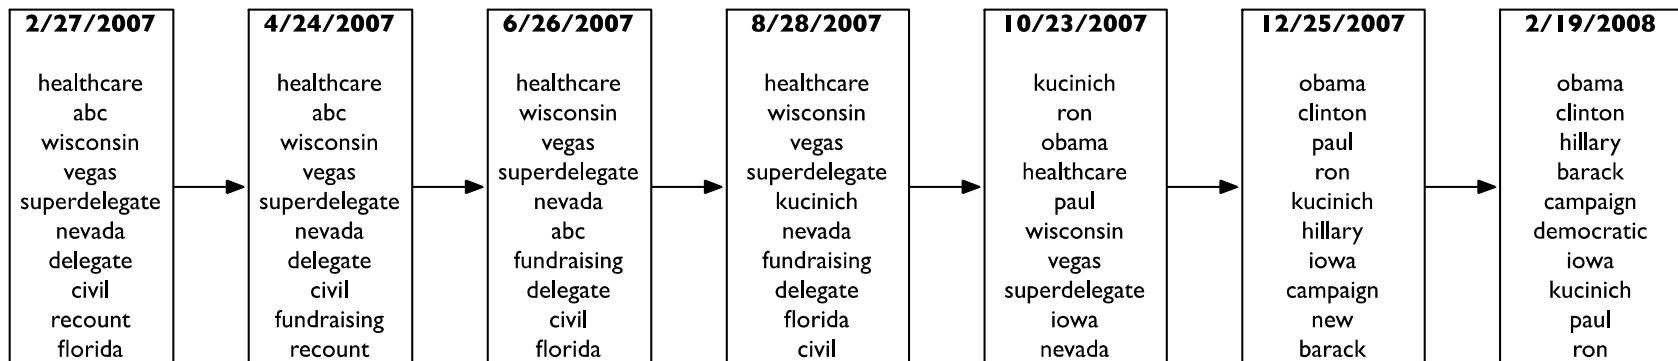 2/27/2007
healthcare
abc
wisconsin
vegas
superdelegate
nevada
delegate
civil
recount
florida
4/24/2007
healthcare
abc
wisconsin
vegas
superdelegate
nevada
delegate
civil
fundraising
recount
6/26/2007
healthcare
wisconsin
vegas
superdelegate
nevada
abc
fundraising
delegate
civil
florida
8/28/2007
healthcare
wisconsin
vegas
superdelegate
kucinich
nevada
fundraising
delegate
florida
civil
10/23/2007
kucinich
ron
obama
healthcare
paul
wisconsin
vegas
superdelegate
iowa
nevada
12/25/2007
obama
clinton
paul
ron
kucinich
hillary
iowa
campaign
new
barack
2/19/2008
obama
clinton
hillary
barack
campaign
democratic
iowa
kucinich
paul
ron